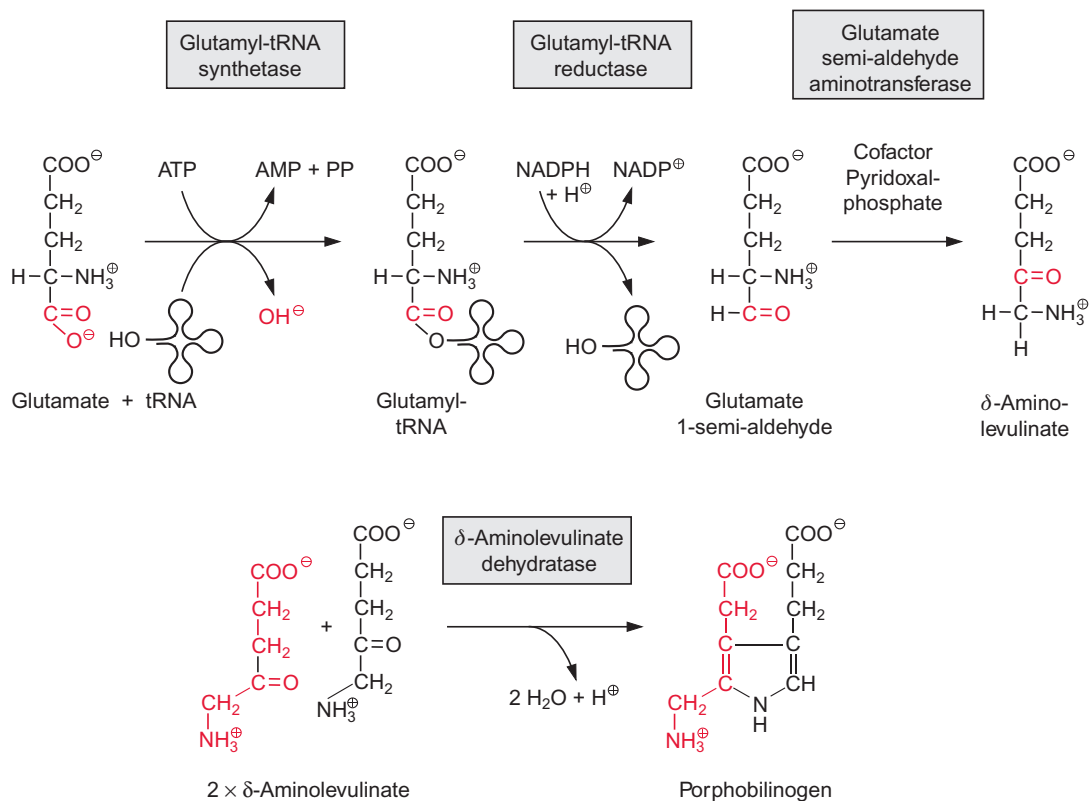 Glutamyl-tRNA
synthetase
Glutamyl-tRNA
reductase
Glutamate
semi-aldehyde
aminotransferase
COO⊖
CH2
CH2
H–C–NH3⊕
C=O
O⊖
ATP
AMP + PP
HO
OH⊖
Glutamate + tRNA
COO⊖
CH2
CH2
H–C–NH3⊕
C=O
O
Glutamyl-
tRNA
NADPH
+ H⊕
NADP⊕
HO
COO⊖
CH2
CH2
H–C–NH3⊕
H–C=O
Glutamate
1-semi-aldehyde
Cofactor
Pyridoxal-
phosphate
COO⊖
CH2
CH2
C=O
H–C–NH3⊕
H
δ-Amino-
levulinate
δ-Aminolevulinate
dehydratase
COO⊖
CH2
CH2
C=O
CH2
NH3⊕
+
COO⊖
CH2
CH2
C=O
CH2
NH3⊕
2 × δ-Aminolevulinate
2 H2O + H⊕
COO⊖
CH2
COO⊖
CH2
CH2
C C
C CH
CH2
N
H
NH3⊕
Porphobilinogen